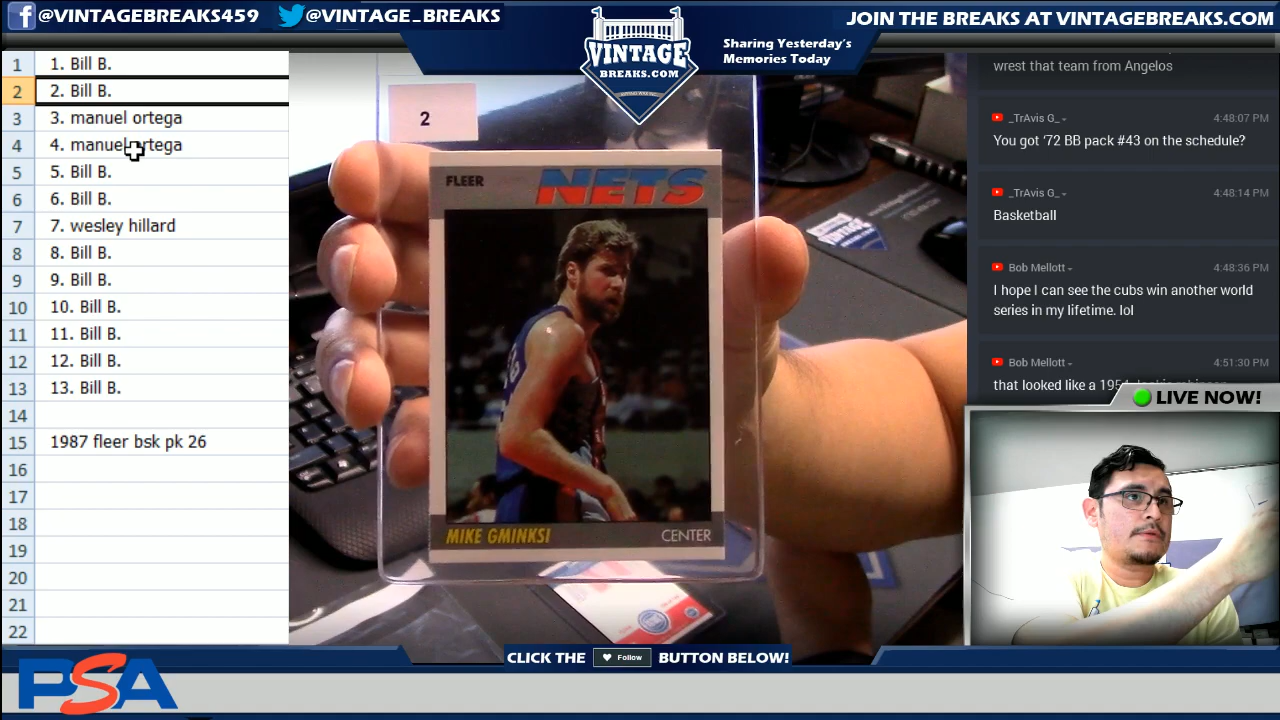 @VINTAGEBREAKS459
@VINTAGE_BREAKS
VINTAGE
BREAKS.COM
Sharing Yesterday's
Memories Today
JOIN THE BREAKS AT VINTAGEBREAKS.COM
1 1. Bill B.
2 2. Bill B.
3 3. manuel ortega
4 4. manuel ortega
5 5. Bill B.
6 6. Bill B.
7 7. wesley hillard
8 8. Bill B.
9 9. Bill B.
10 10. Bill B.
11 11. Bill B.
12 12. Bill B.
13 13. Bill B.
14
15 1987 fleer bsk pk 26
16
17
18
19
20
21
22
2
FLEER
NETS
MIKE GMINKSI
CENTER
wrest that team from Angelos
_TrAvis G_ 4:48:07 PM
You got '72 BB pack #43 on the schedule?
_TrAvis G_ 4:48:14 PM
Basketball
Bob Mellott 4:48:36 PM
I hope I can see the cubs win another world
series in my lifetime. lol
Bob Mellott 4:51:30 PM
that looked like a
LIVE NOW!
CLICK THE Follow BUTTON BELOW!
PSA